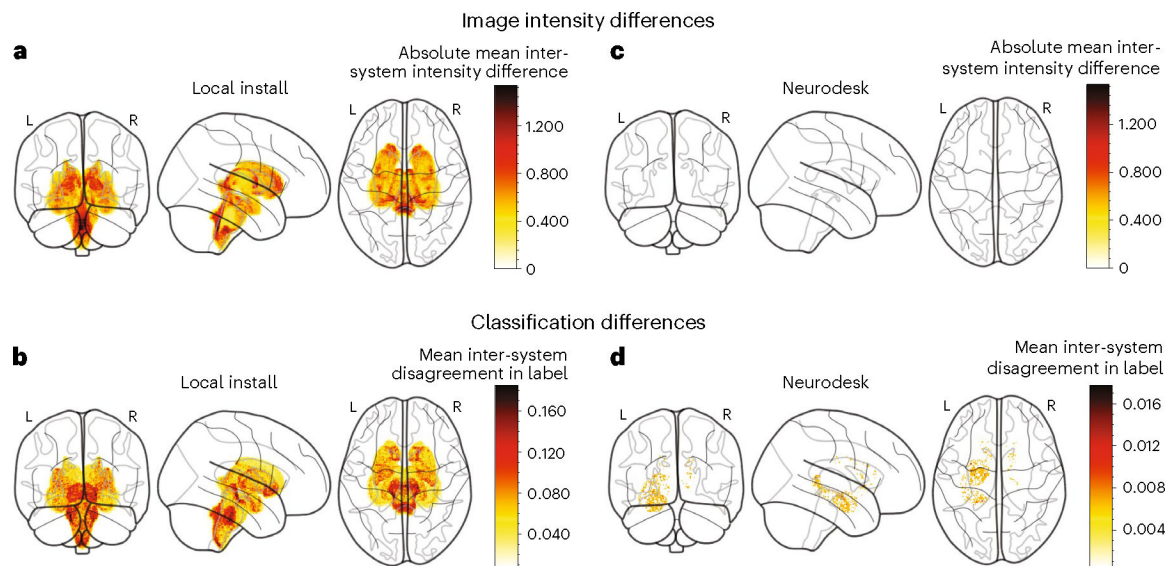 Image intensity differences
a
Absolute mean inter-
system intensity difference
Local install
L
R
L
R
1.200
0.800
0.400
0
c
Absolute mean inter-
system intensity difference
Neurodesk
L
R
L
R
1.200
0.800
0.400
0
Classification differences
b
Mean inter-system
disagreement in label
Local install
L
R
L
R
0.160
0.120
0.080
0.040
d
Mean inter-system
disagreement in label
Neurodesk
L
R
L
R
0.016
0.012
0.008
0.004